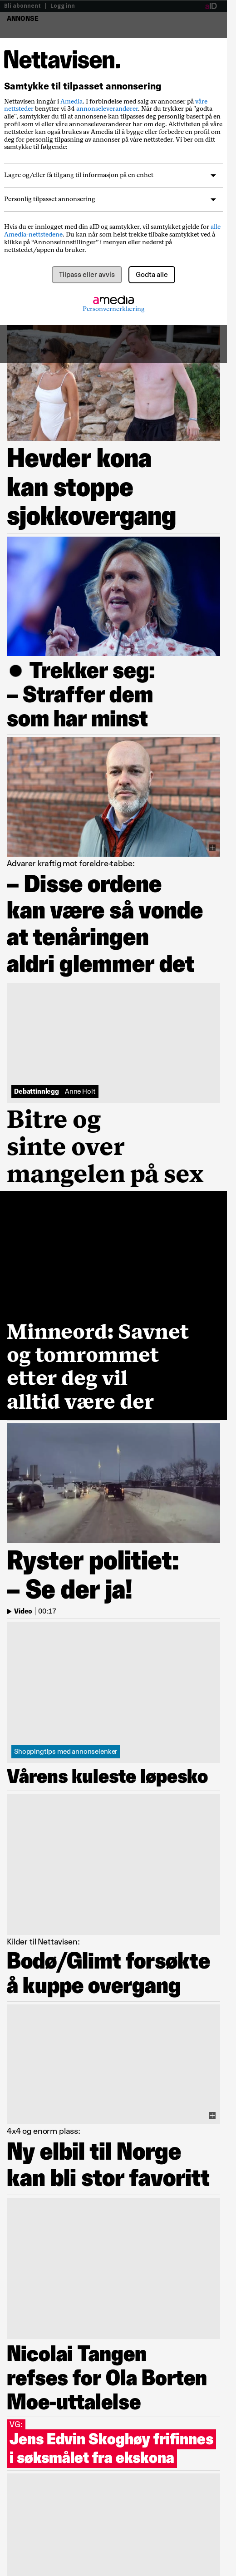 Bli abonnent | Logg inn
aID
ANNONSE
Nettavisen.
Samtykke til tilpasset annonsering
Nettavisen inngår i Amedia. I forbindelse med salg av annonser på våre
nettsteder benytter vi 34 annonseleverandører. Når du trykker på "godta
alle", samtykker du til at annonsene kan tilpasses deg personlig basert på en
personlig profil eller annonsørenes kunnskap om deg. Aktiviteten på våre
nettsteder kan også brukes av Amedia til å bygge eller forbedre en profil om
deg for personlig tilpasning av annonser på våre nettsteder. Vi ber om ditt
samtykke til følgende:
Lagre og/eller få tilgang til informasjon på en enhet
Personlig tilpasset annonsering
Hvis du er innlogget med din aID og samtykker, vil samtykket gjelde for alle
Amedia-nettstedene. Du kan når som helst trekke tilbake samtykket ved å
klikke på “Annonseinnstillinger” i menyen eller nederst på
nettstedet/appen du bruker.
Tilpass eller avvis
Godta alle
amedia
Personvernerklæring
Hevder kona
kan stoppe
sjokkovergang
● Trekker seg:
– Straffer dem
som har minst
Advarer kraftig mot foreldre-tabbe:
– Disse ordene
kan være så vonde
at tenåringen
aldri glemmer det
Debattinnlegg | Anne Holt
Bitre og
sinte over
mangelen på sex
Minneord: Savnet
og tomrommet
etter deg vil
alltid være der
Ryster politiet:
– Se der ja!
Video | 00:17
Shoppingtips med annonselenker
Vårens kuleste løpesko
Kilder til Nettavisen:
Bodø/Glimt forsøkte
å kuppe overgang
4x4 og enorm plass:
Ny elbil til Norge
kan bli stor favoritt
Nicolai Tangen
refses for Ola Borten
Moe-uttalelse
VG:
Jens Edvin Skoghøy frifinnes
i søksmålet fra ekskona